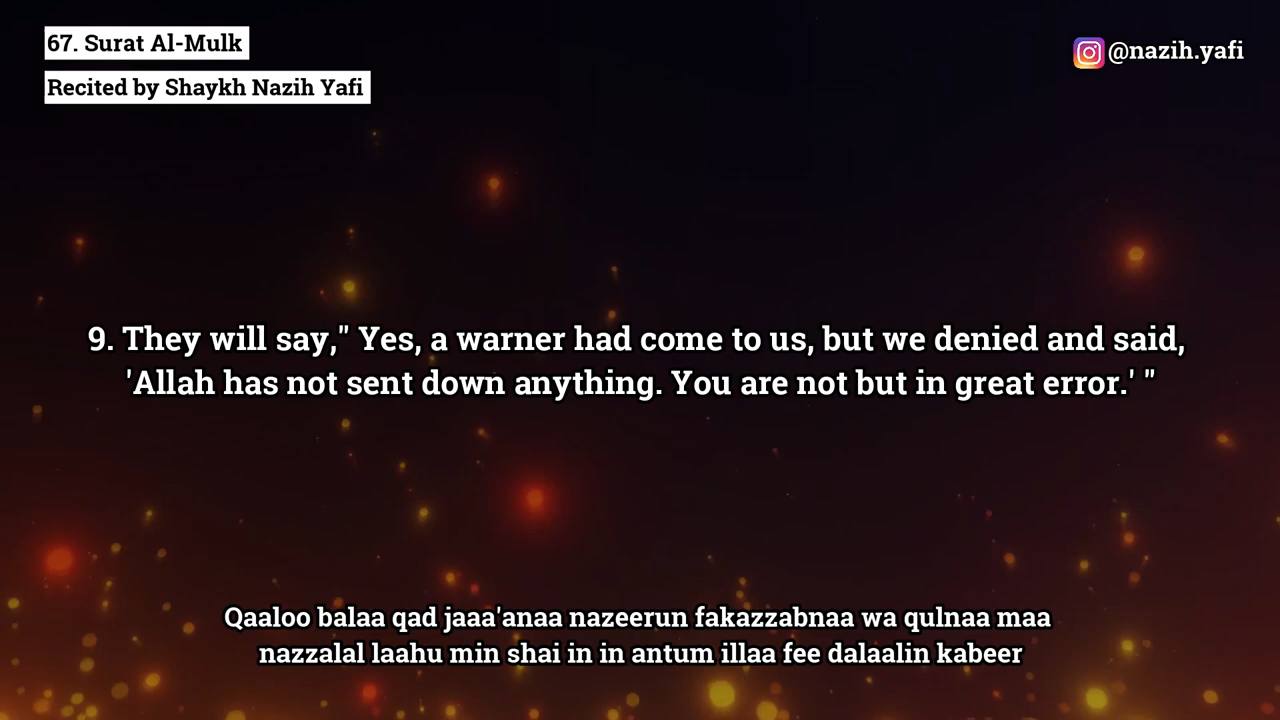 67. Surat Al-Mulk
Recited by Shaykh Nazih Yafi
@nazih.yafi
9. They will say," Yes, a warner had come to us, but we denied and said,
'Allah has not sent down anything. You are not but in great error.' "
Qaaloo balaa qad jaaa'anaa nazeerun fakazzabnaa wa qulnaa maa
nazzalal laahu min shai in in antum illaa fee dalaalin kabeer